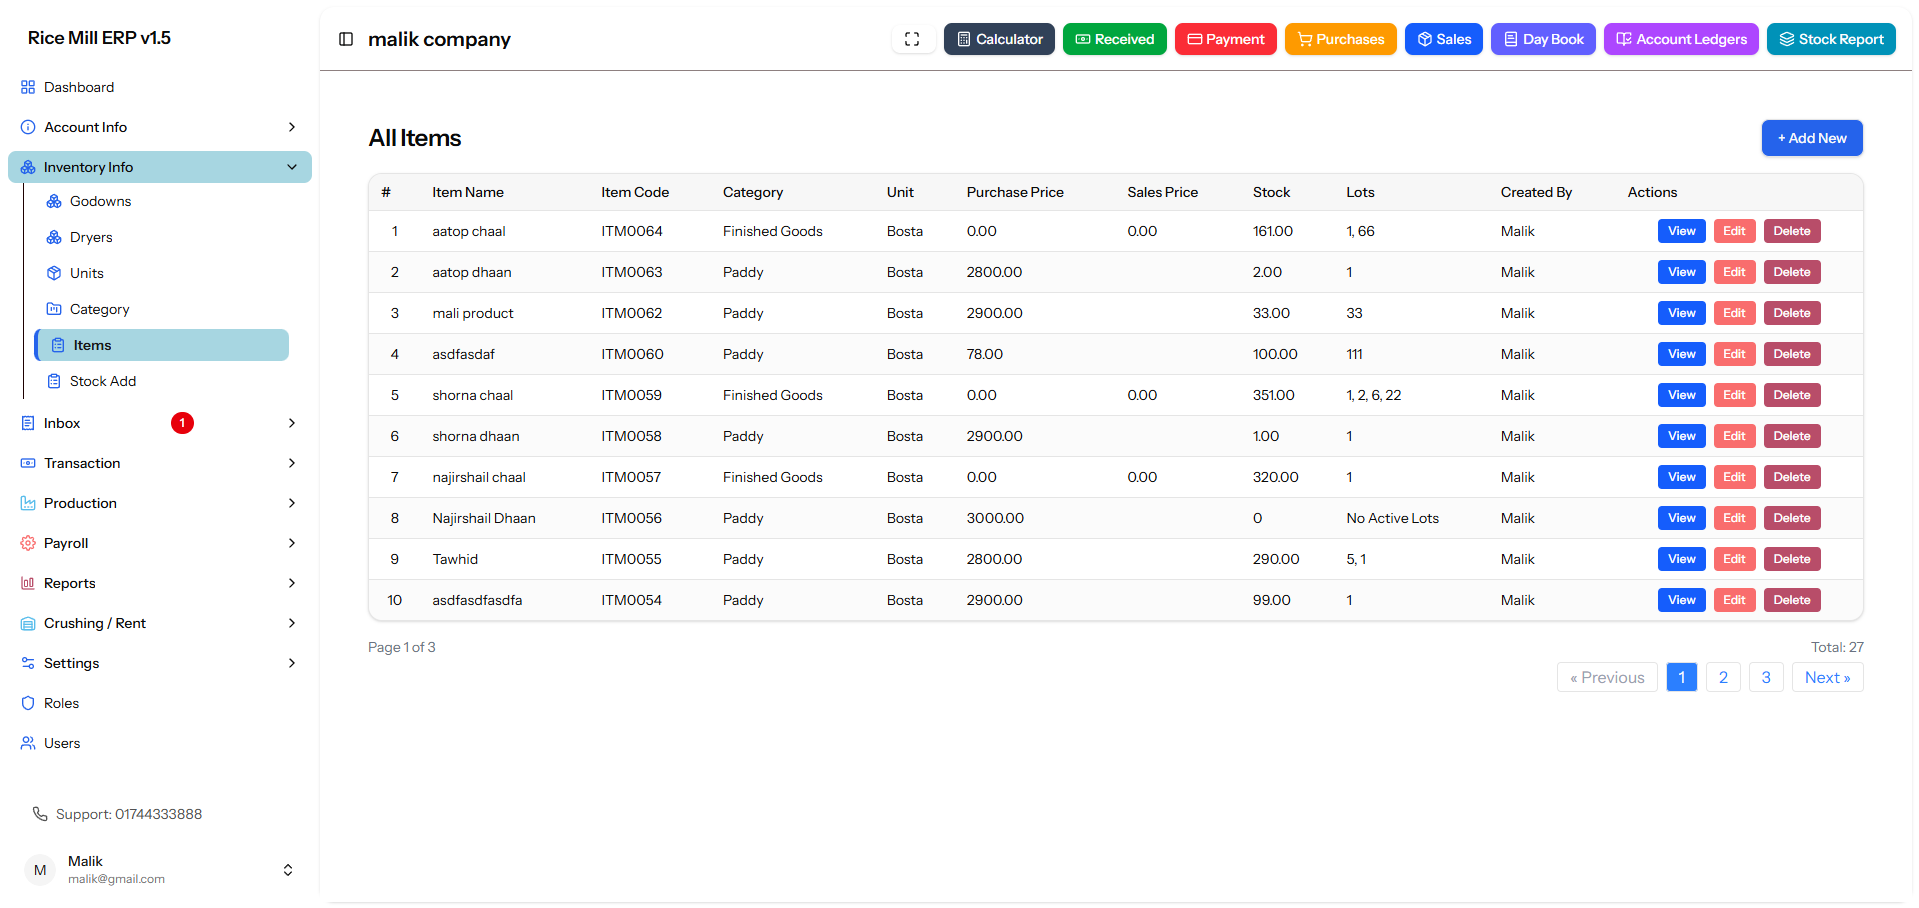 Rice Mill ERP v1.5
Dashboard
Account Info
Inventory Info
Godowns
Dryers
Units
Category
Items
Stock Add
Inbox 1
Transaction
Production
Payroll
Reports
Crushing / Rent
Settings
Roles
Users
Support: 01744333888
M
Malik
malik@gmail.com
malik company
Calculator Received Payment Purchases Sales Day Book Account Ledgers Stock Report
All Items
+ Add New
# Item Name Item Code Category Unit Purchase Price Sales Price Stock Lots Created By Actions
1 aatop chaal ITM0064 Finished Goods Bosta 0.00 0.00 161.00 1, 66 Malik View Edit Delete
2 aatop dhaan ITM0063 Paddy Bosta 2800.00 2.00 1 Malik View Edit Delete
3 mali product ITM0062 Paddy Bosta 2900.00 33.00 33 Malik View Edit Delete
4 asdfasdaf ITM0060 Paddy Bosta 78.00 100.00 111 Malik View Edit Delete
5 shorna chaal ITM0059 Finished Goods Bosta 0.00 0.00 351.00 1, 2, 6, 22 Malik View Edit Delete
6 shorna dhaan ITM0058 Paddy Bosta 2900.00 1.00 1 Malik View Edit Delete
7 najirshail chaal ITM0057 Finished Goods Bosta 0.00 0.00 320.00 1 Malik View Edit Delete
8 Najirshail Dhaan ITM0056 Paddy Bosta 3000.00 0 No Active Lots Malik View Edit Delete
9 Tawhid ITM0055 Paddy Bosta 2800.00 290.00 5, 1 Malik View Edit Delete
10 asdfasdfasdfa ITM0054 Paddy Bosta 2900.00 99.00 1 Malik View Edit Delete
Page 1 of 3 Total: 27
« Previous 1 2 3 Next »